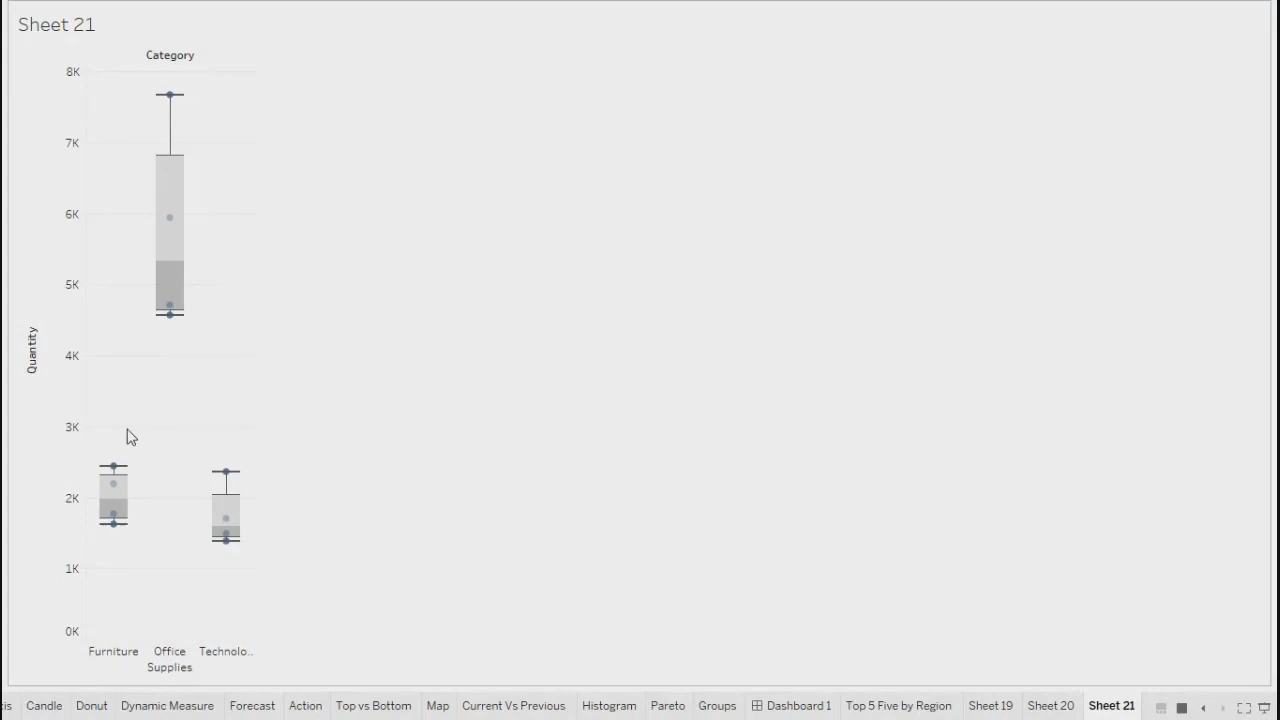 Sheet 21
Category
8K
7K
6K
5K
4K
3K
2K
1K
0K
Quantity
Furniture
Office
Supplies
Technolo..
is Candle Donut Dynamic Measure Forecast Action Top vs Bottom Map Current Vs Previous Histogram Pareto Groups Dashboard 1 Top 5 Five by Region Sheet 19 Sheet 20 Sheet 21